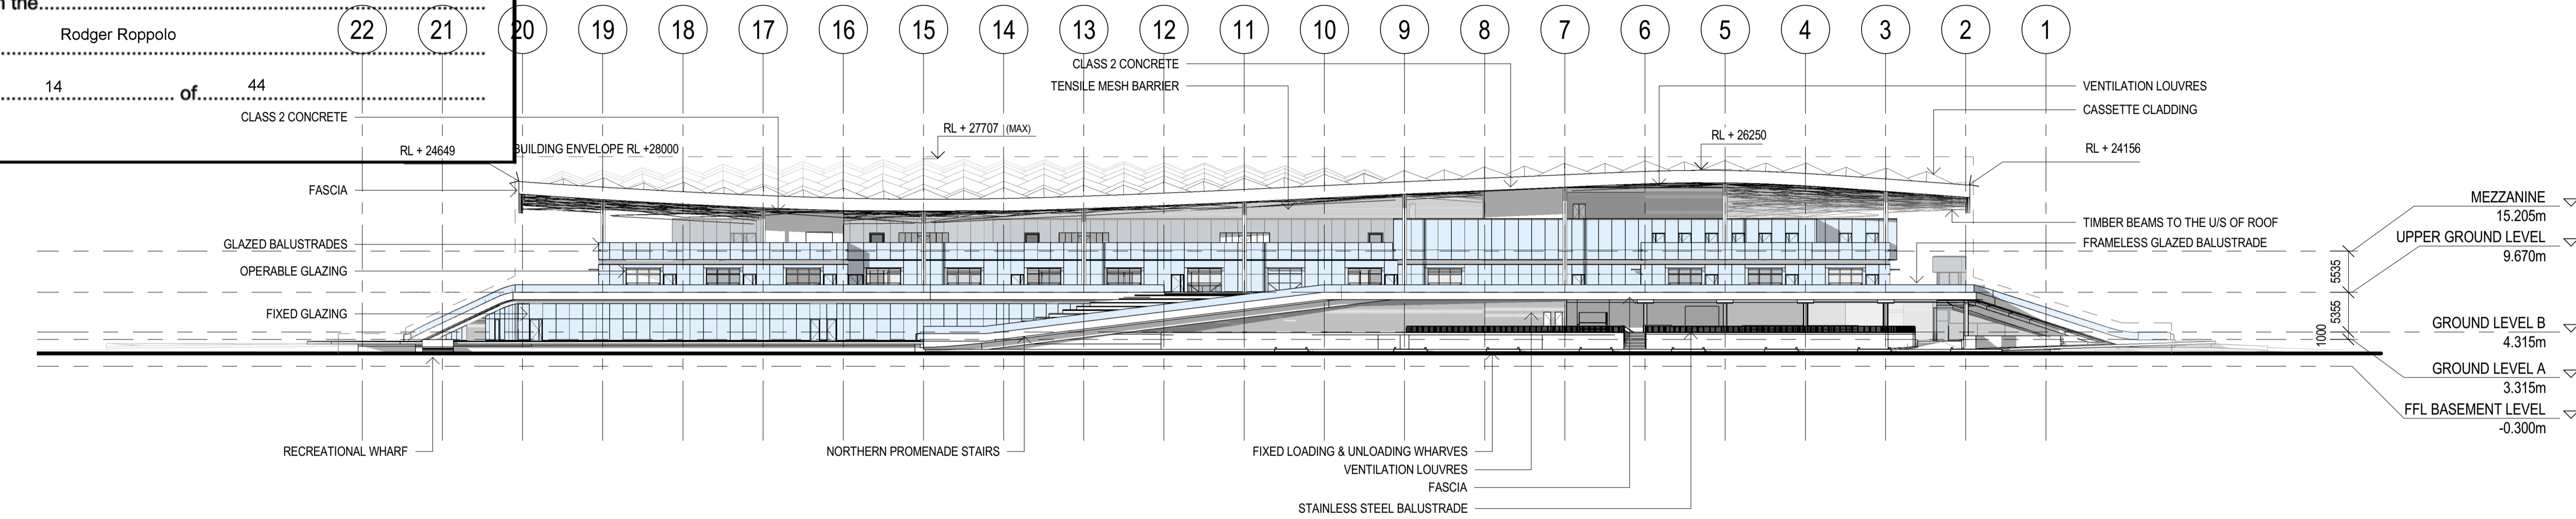 n the
Rodger Roppolo
14 of 44
22 21 20 19 18 17 16 15 14 13 12 11 10 9 8 7 6 5 4 3 2 1
CLASS 2 CONCRETE
TENSILE MESH BARRIER
VENTILATION LOUVRES
CASSETTE CLADDING
CLASS 2 CONCRETE
RL + 27707 (MAX)
RL + 26250
RL + 24649
BUILDING ENVELOPE RL +28000
RL + 24156
FASCIA
MEZZANINE
15.205m
TIMBER BEAMS TO THE U/S OF ROOF
UPPER GROUND LEVEL
9.670m
GLAZED BALUSTRADES
FRAMELESS GLAZED BALUSTRADE
OPERABLE GLAZING
5535
FIXED GLAZING
5355
GROUND LEVEL B
4.315m
1000
GROUND LEVEL A
3.315m
FFL BASEMENT LEVEL
-0.300m
RECREATIONAL WHARF
NORTHERN PROMENADE STAIRS
FIXED LOADING & UNLOADING WHARVES
VENTILATION LOUVRES
FASCIA
STAINLESS STEEL BALUSTRADE